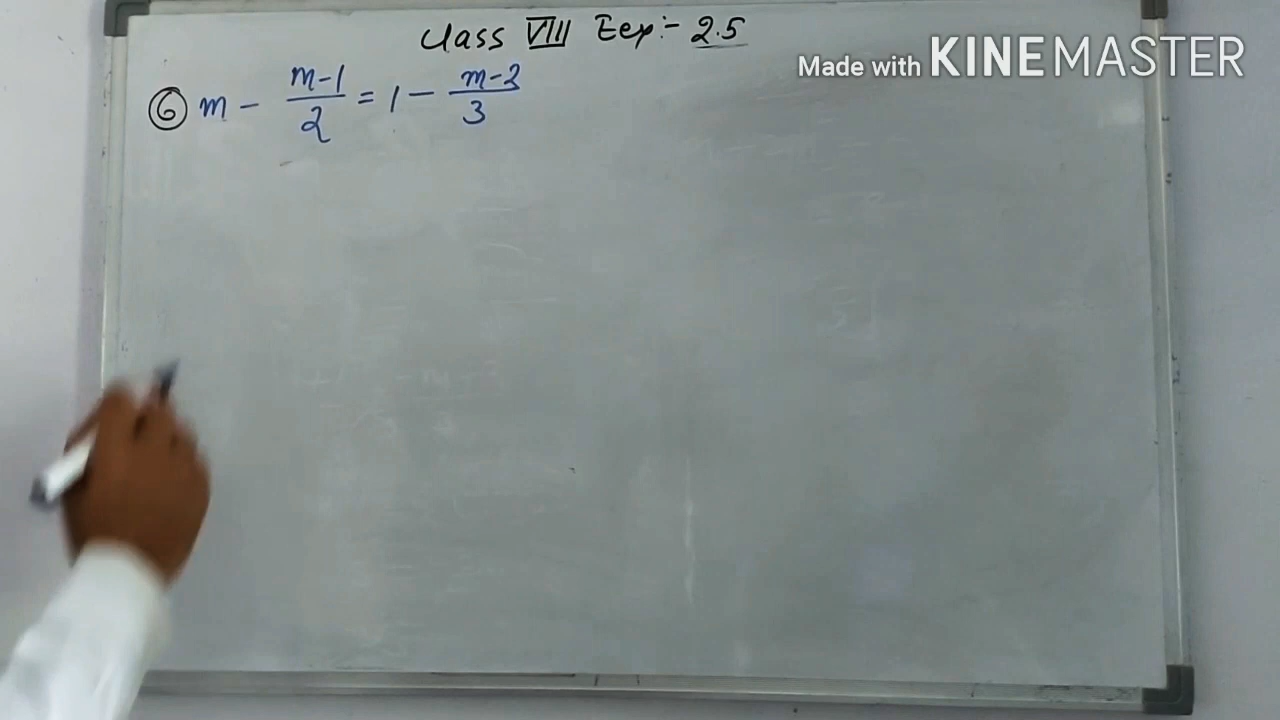 Class VIII Eex:- 2.5
Made with KINEMASTER
6 m - m-1/2 = 1 - m-2/3